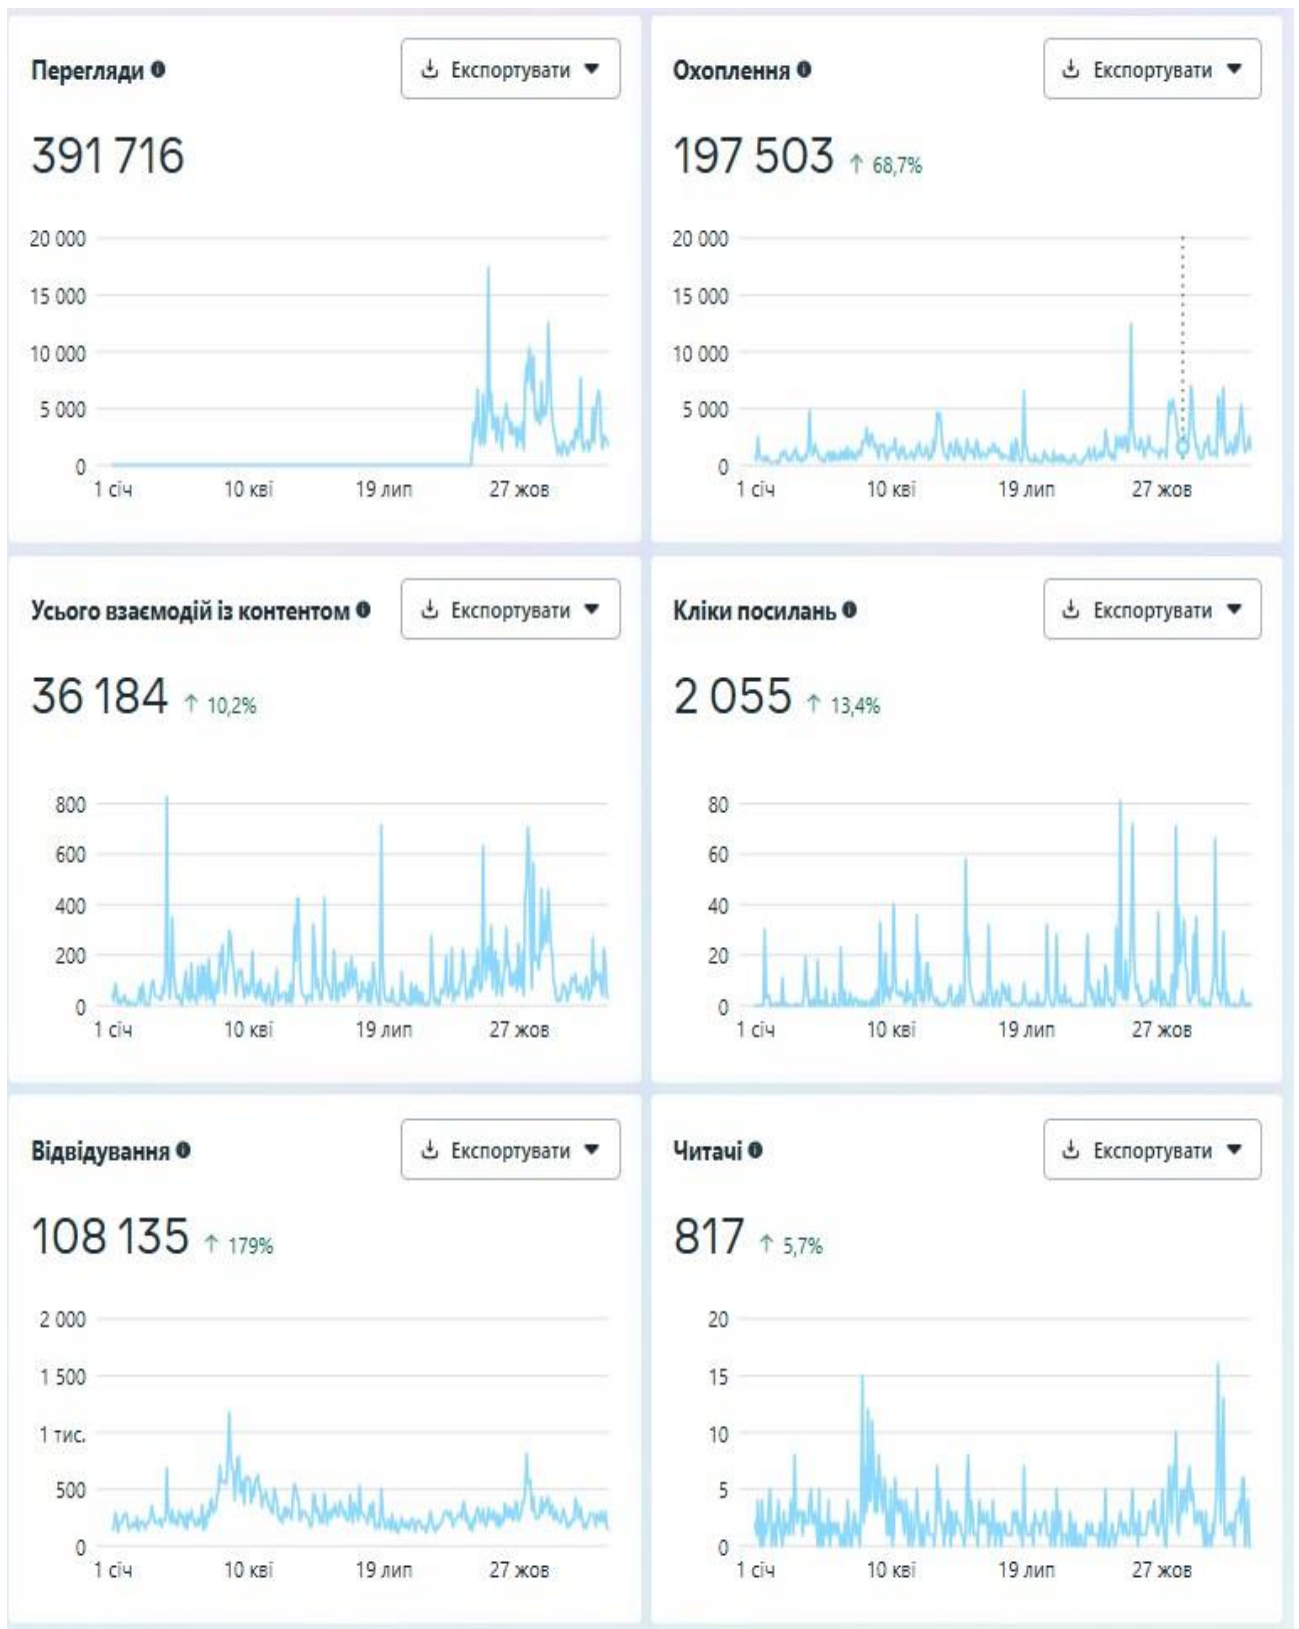 Перегляди
Експортувати
391 716
20 000
15 000
10 000
5 000
0
1 січ 10 кві 19 лип 27 жов
Охоплення
Експортувати
197 503 ↑ 68,7%
20 000
15 000
10 000
5 000
0
1 січ 10 кві 19 лип 27 жов
Усього взаємодій із контентом
Експортувати
36 184 ↑ 10,2%
800
600
400
200
0
1 січ 10 кві 19 лип 27 жов
Кліки посилань
Експортувати
2 055 ↑ 13,4%
80
60
40
20
0
1 січ 10 кві 19 лип 27 жов
Відвідування
Експортувати
108 135 ↑ 179%
2 000
1 500
1 тис.
500
0
1 січ 10 кві 19 лип 27 жов
Читачі
Експортувати
817 ↑ 5,7%
20
15
10
5
0
1 січ 10 кві 19 лип 27 жов